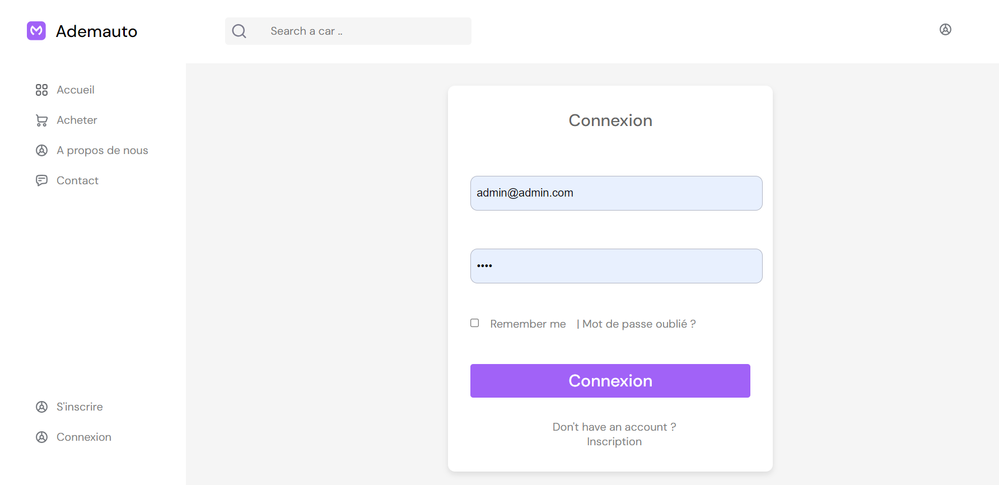 Ademauto
Search a car ..
Accueil
Acheter
A propos de nous
Contact
S'inscrire
Connexion
Connexion
admin@admin.com
••••
Remember me | Mot de passe oublié ?
Connexion
Don't have an account ?
Inscription